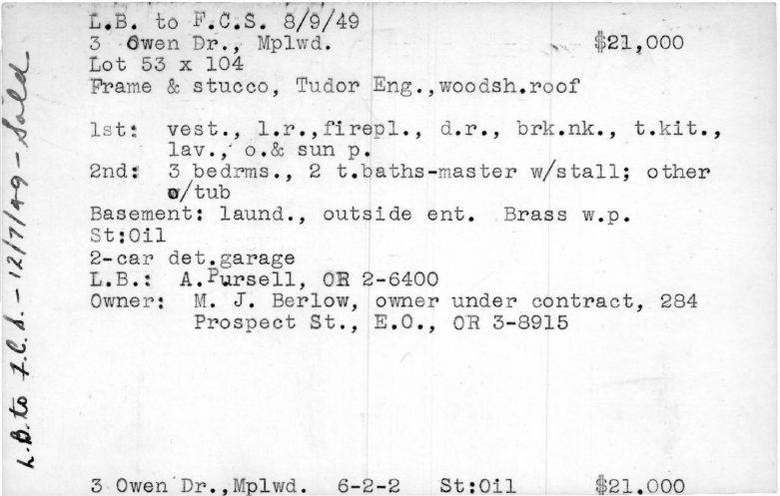 L.B. to F.C.S. 8/9/49
3 Owen Dr., Mplwd. $21,000
Lot 53 x 104
Frame & stucco, Tudor Eng.,woodsh.roof
1st: vest., l.r.,firepl., d.r., brk.nk., t.kit.,
lav., o.& sun p.
2nd: 3 bedrms., 2 t.baths-master w/stall; other
o/tub
Basement: laund., outside ent. Brass w.p.
St:Oil
2-car det.garage
L.B.: A.Pursell, OR 2-6400
Owner: M. J. Berlow, owner under contract, 284
Prospect St., E.O., OR 3-8915
3 Owen Dr.,Mplwd. 6-2-2 St:Oil $21.000
L.B. to F.C.S. - 12/7/49 - Sold